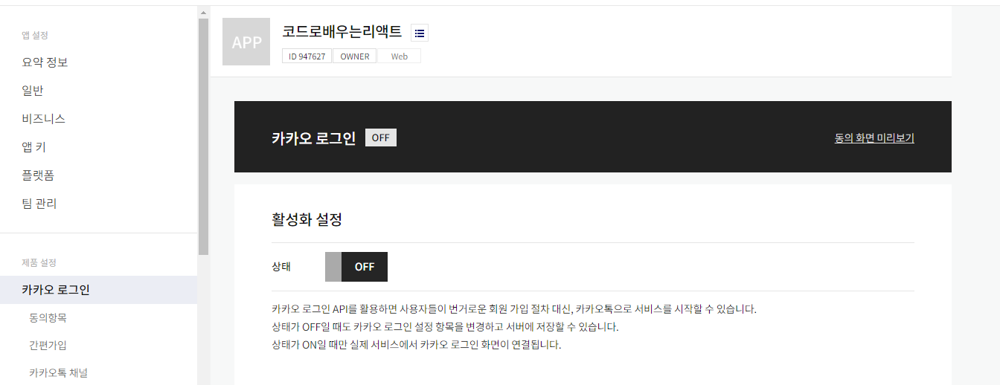 앱 설정
요약 정보
일반
비즈니스
앱 키
플랫폼
팀 관리
제품 설정
카카오 로그인
동의항목
간편가입
카카오톡 채널
APP
코드로배우는리액트
ID 947627 OWNER Web
카카오 로그인 OFF 동의 화면 미리보기
활성화 설정
상태 OFF
카카오 로그인 API를 활용하면 사용자들이 번거로운 회원 가입 절차 대신, 카카오톡으로 서비스를 시작할 수 있습니다.
상태가 OFF일 때도 카카오 로그인 설정 항목을 변경하고 서버에 저장할 수 있습니다.
상태가 ON일 때만 실제 서비스에서 카카오 로그인 화면이 연결됩니다.